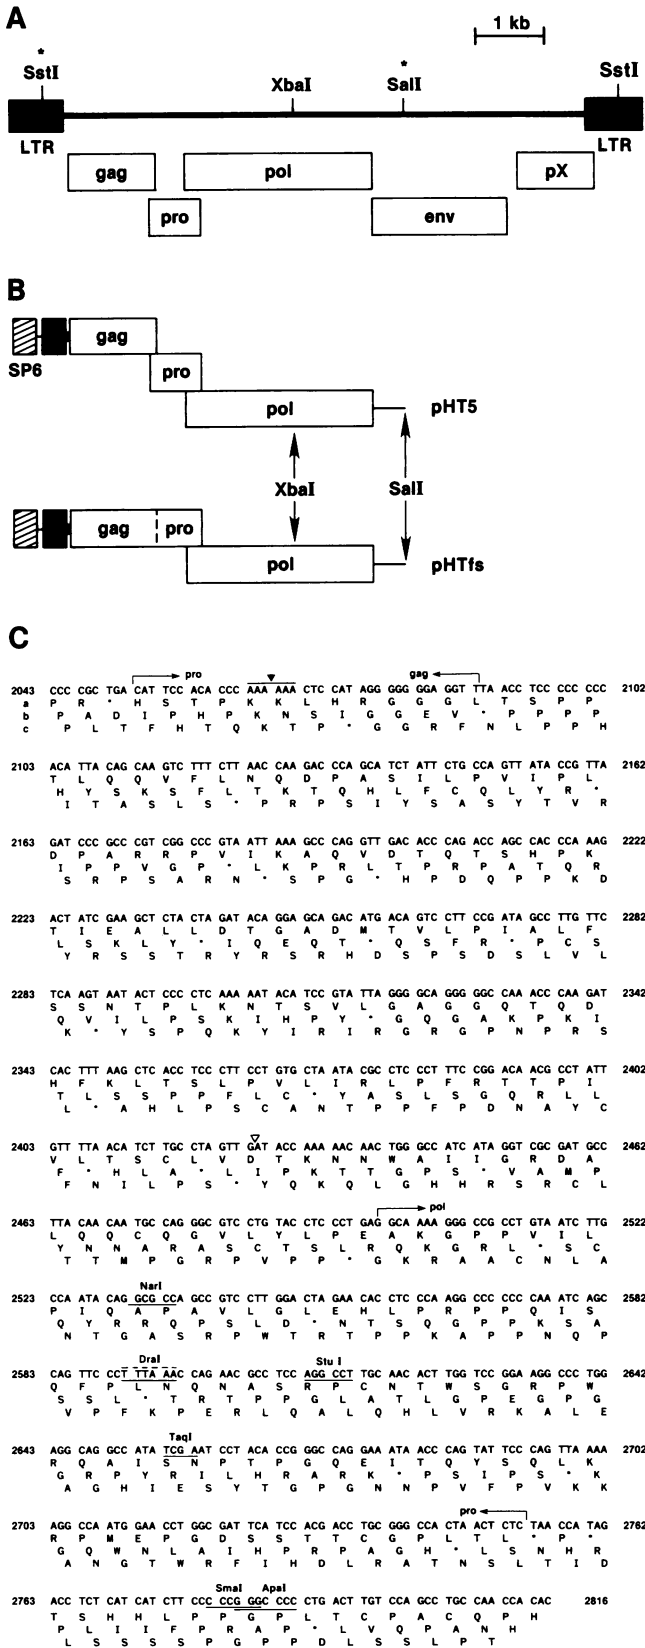 A
1 kb
*
SstI
XbaI
*
SalI
SstI
LTR
LTR
gag
pol
pX
pro
env
B
gag
SP6
pro
pol
pHT5
XbaI
SalI
gag
pro
pol
pHTfs
C
pro
gag
2043 CCC CGC TGA CAT TCC ACA CCC AAA AAA CTC CAT AGG GGG GGA GGT TTA ACC TCC CCC CCC 2102
a P R * H S T P K K L H R G G G L T S P P
b P A D I P H P K N S I G G E V * P P P P
c P L T F H T Q K T P * G G R F N L P P H
2103 ACA TTA CAG CAA GTC TTT CTT AAC CAA GAC CCA GCA TCT ATT CTG CCA GTT ATA CCG TTA 2162
T L Q Q V F L N Q D P A S I L P V I P L
H Y S K S F L T K T Q H L F C Q L Y R *
I T A S L S * P R P S I Y S A S Y T V R
2163 GAT CCC GCC CGT CGG CCC GTA ATT AAA GCC CAG GTT GAC ACC CAG ACC AGC CAC CCA AAG 2222
D P A R R P V I K A Q V D T Q T S H P K
I P P V G P * L K P R L T P R P A T Q R
S R P S A R N * S P G * H P D Q P P K D
2223 ACT ATC GAA GCT CTA CTA GAT ACA GGA GCA GAC ATG ACA GTC CTT CCG ATA GCC TTG TTC 2282
T I E A L L D T G A D M T V L P I A L F
L S K L Y * I Q E Q T * Q S F R * P C S
Y R S S T R Y R S R H D S P S D S L V L
2283 TCA AGT AAT ACT CCC CTC AAA AAT ACA TCC GTA TTA GGG GCA GGG GGC CAA ACC CAA GAT 2342
S S N T P L K N T S V L G A G G Q T Q D
Q V I L P S K I H P Y * G Q G A K P K I
K * Y S P Q K Y I R I R G R G P N P R S
2343 CAC TTT AAG CTC ACC TCC CTT CCT GTG CTA ATA CGC CTC CCT TTC CGG ACA ACG CCT ATT 2402
H F K L T S L P V L I R L P F R T T P I
T L S S P P F L C * Y A S L S G Q R L L
L * A H L P S C A N T P P F P D N A Y C
2403 GTT TTA ACA TCT TGC CTA GTT GAT ACC AAA AAC AAC TGG GCC ATC ATA GGT CGC GAT GCC 2462
V L T S C L V D T K N N W A I I G R D A
F * H L A * L I P K T T G P S * V A M P
F N I L P S * Y Q K Q L G H H R S R C L
pol
2463 TTA CAA CAA TGC CAG GGC GTC CTG TAC CTC CCT GAG GCA AAA GGG CCG CCT GTA ATC TTG 2522
L Q Q C Q G V L Y L P E A K G P P V I L
Y N N A R A S C T S L R Q K G R L * S C
T T M P G R P V P P * G K R A A C N L A
NarI
2523 CCA ATA CAG GCG CCA GCC GTC CTT GGG CTA GAA CAC CTC CCA AGG CCC CCC CAA ATC AGC 2582
P I Q A P A V L G L E H L P R P P Q I S
Q Y R R Q P S L D * N T S Q G P P K S A
N T G A S R P W T R T P P K A P P N Q P
DraI
Stu I
2583 CAG TTC CCT TTA AAC CAG AAC GCC TCC AGG CCT TGC AAC ACT TGG TCC GGA AGG CCC TGG 2642
Q F P L N Q N A S R P C N T W S G R P W
S S L * T R T P P G L A T L G P E G P G
V P F K P E R L Q A L Q H L V R K A L E
TaqI
2643 AGG CAG GCC ATA TCG AAT CCT ACA CCG GGC CAG GAA ATA ACC CAG TAT TCC CAG TTA AAA 2702
R Q A I S N P T P G Q E I T Q Y S Q L K
G R P Y R I L H R A R K * P S I P S * K
A G H I E S Y T G P G N N P V F P V K K
pro
2703 AGG CCA ATG GAA CCT GGC GAT TCA TCC ACG ACC TGC GGG CCA CTA ACT CTC TAA CCA TAG 2762
R P M E P G D S S T T C G P L T L * P *
G Q W N L A I H P R P A G H * L S N H R
A N G T W R F I H D L R A T N S L T I D
SmaI
ApaI
2763 ACC TCT CAT CAT CTT CCC CCG GGC CCC CTG ACT TGT CCA GCC TGC CAA CCA CAC 2816
T S H H L P P G P L T C P A C Q P H
P L I I F P R A P * L V Q P A N H
L S S S S P G P P D L S S L P T